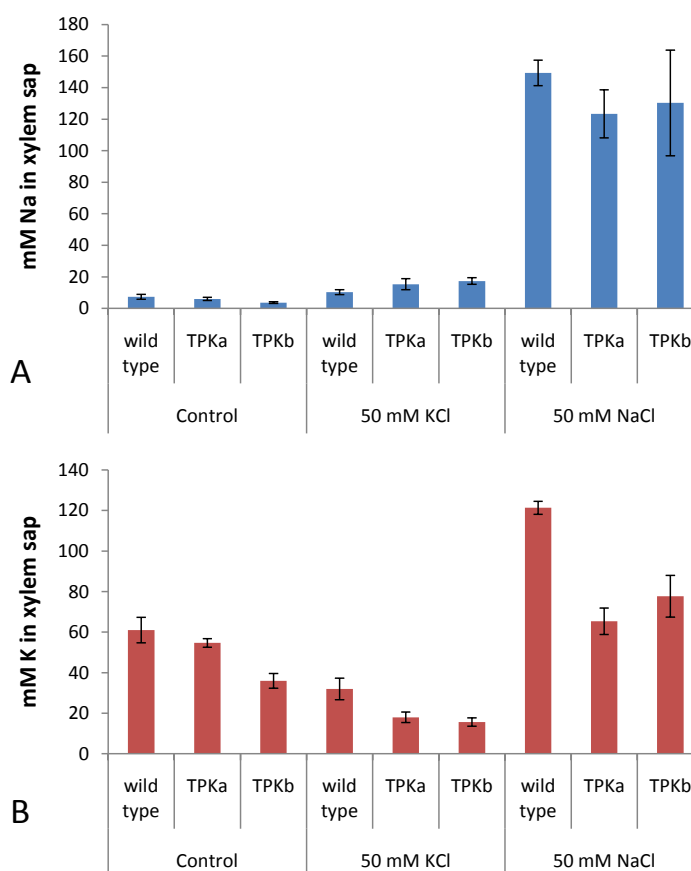 mM Na in xylem sap
180
160
140
120
100
80
60
40
20
0
wild type TPKa TPKb wild type TPKa TPKb wild type TPKa TPKb
Control 50 mM KCl 50 mM NaCl
A
mM K in xylem sap
140
120
100
80
60
40
20
0
wild type TPKa TPKb wild type TPKa TPKb wild type TPKa TPKb
Control 50 mM KCl 50 mM NaCl
B